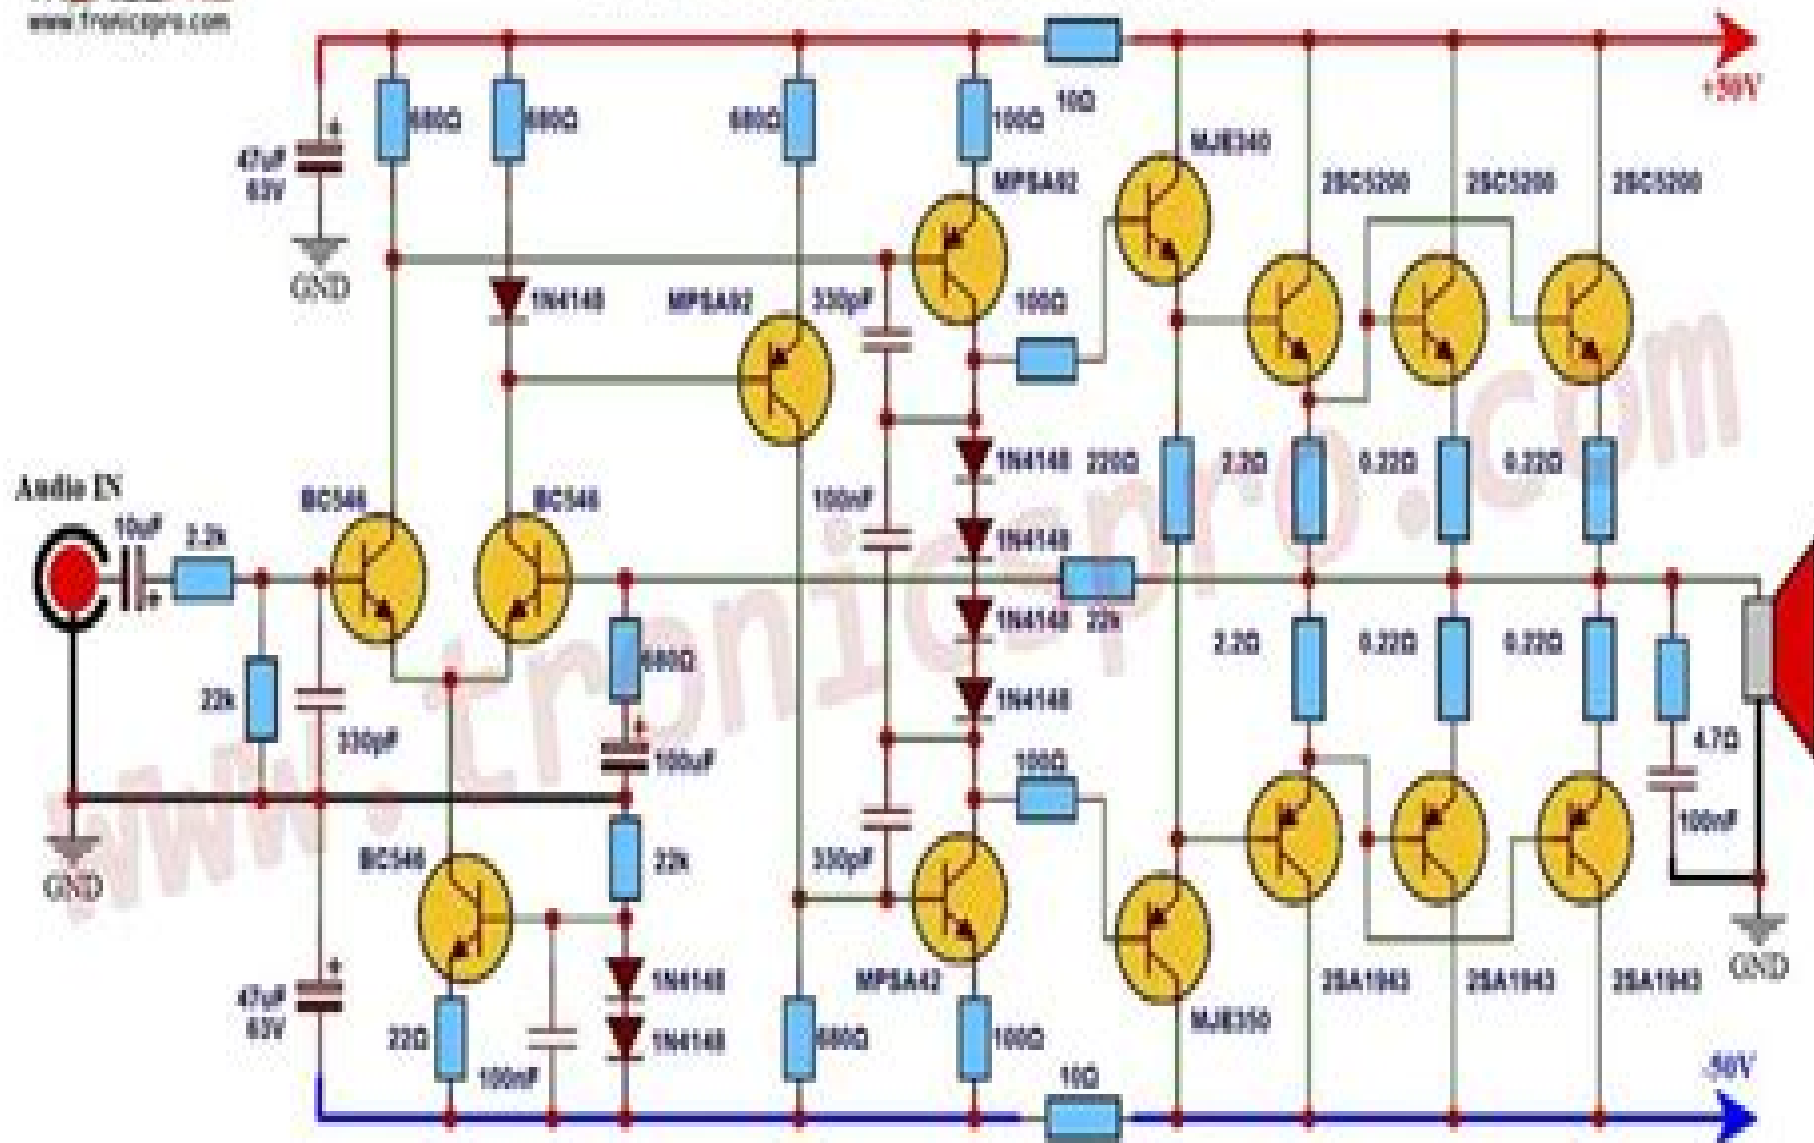 www.tronicspro.com
+50V
10Ω
680Ω
680Ω
680Ω
100Ω
47uF
63V
GND
MJE340
MPSA92
2SC5200
2SC5200
2SC5200
1N4148
MPSA92
330pF
100Ω
Audio IN
10uF
2.2k
BC546
BC546
100nF
1N4148
220Ω
2.2Ω
0.22Ω
0.22Ω
1N4148
1N4148
22k
2.2Ω
0.22Ω
0.22Ω
22k
330pF
680Ω
100uF
1N4148
100Ω
4.7Ω
100nF
GND
BC546
22k
330pF
MPSA42
2SA1943
2SA1943
2SA1943
GND
47uF
63V
22Ω
100nF
1N4148
1N4148
680Ω
100Ω
MJE350
10Ω
-50V
www.tronicspro.com